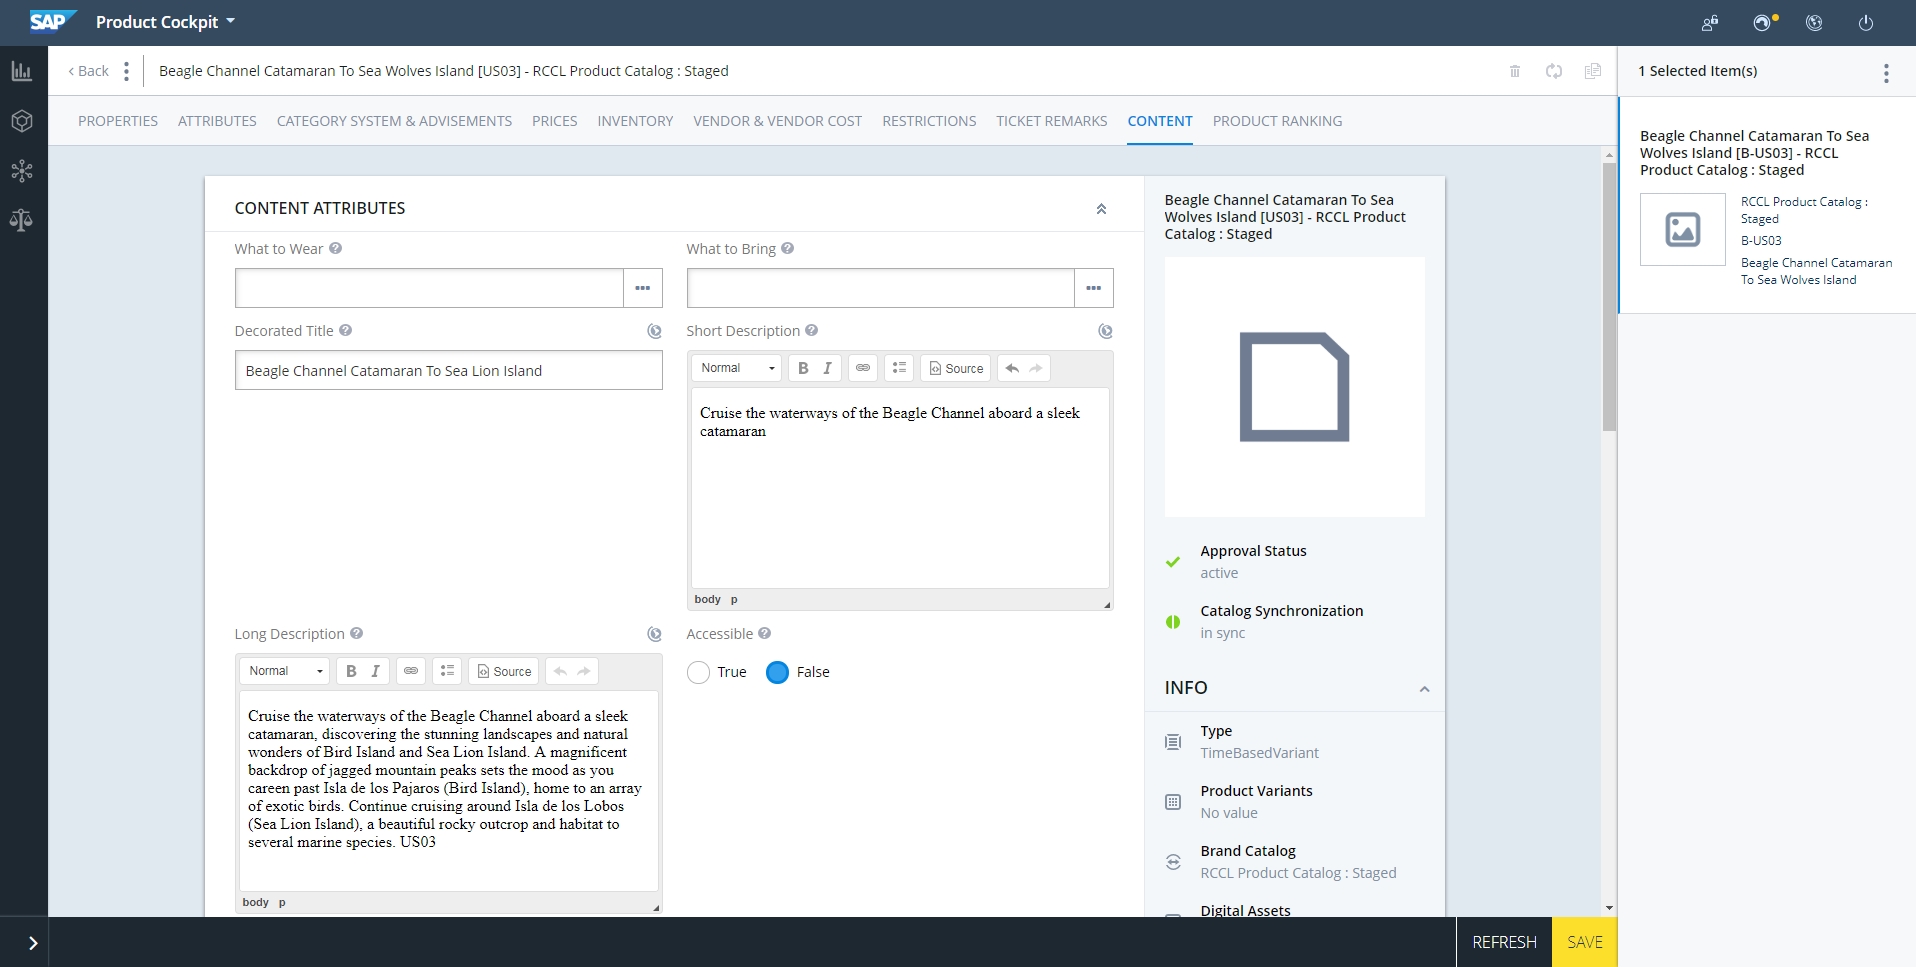 SAP Product Cockpit
Back
Beagle Channel Catamaran To Sea Wolves Island [US03] - RCCL Product Catalog : Staged
PROPERTIES ATTRIBUTES CATEGORY SYSTEM & ADVISEMENTS PRICES INVENTORY VENDOR & VENDOR COST RESTRICTIONS TICKET REMARKS CONTENT PRODUCT RANKING
CONTENT ATTRIBUTES
What to Wear
What to Bring
Decorated Title
Beagle Channel Catamaran To Sea Lion Island
Short Description
Normal B I Source
Cruise the waterways of the Beagle Channel aboard a sleek
catamaran
body p
Long Description
Normal B I Source
Cruise the waterways of the Beagle Channel aboard a sleek
catamaran, discovering the stunning landscapes and natural
wonders of Bird Island and Sea Lion Island. A magnificent
backdrop of jagged mountain peaks sets the mood as you
careen past Isla de los Pajaros (Bird Island), home to an array
of exotic birds. Continue cruising around Isla de los Lobos
(Sea Lion Island), a beautiful rocky outcrop and habitat to
several marine species. US03
body p
Accessible
True False
Beagle Channel Catamaran To Sea
Wolves Island [US03] - RCCL Product
Catalog : Staged
Approval Status
active
Catalog Synchronization
in sync
INFO
Type
TimeBasedVariant
Product Variants
No value
Brand Catalog
RCCL Product Catalog : Staged
Digital Assets
1 Selected Item(s)
Beagle Channel Catamaran To Sea
Wolves Island [B-US03] - RCCL
Product Catalog : Staged
RCCL Product Catalog :
Staged
B-US03
Beagle Channel Catamaran
To Sea Wolves Island
REFRESH SAVE